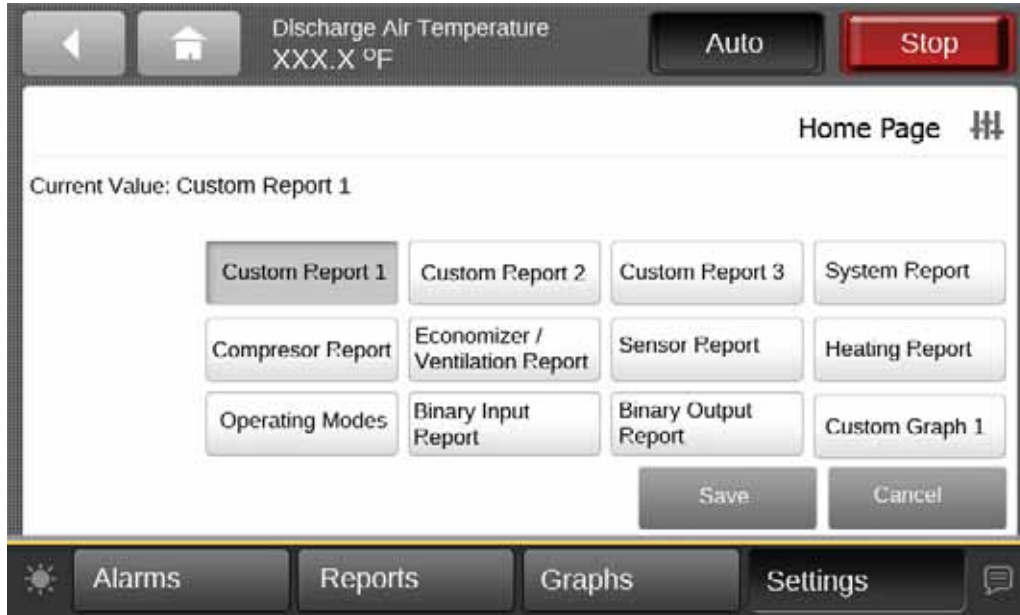 Discharge Air Temperature
XXX.X ºF
Auto
Stop
Home Page
Current Value: Custom Report 1
Custom Report 1
Custom Report 2
Custom Report 3
System Report
Compresor Report
Economizer /
Ventilation Report
Sensor Report
Heating Report
Operating Modes
Binary Input
Report
Binary Output
Report
Custom Graph 1
Save
Cancel
Alarms
Reports
Graphs
Settings